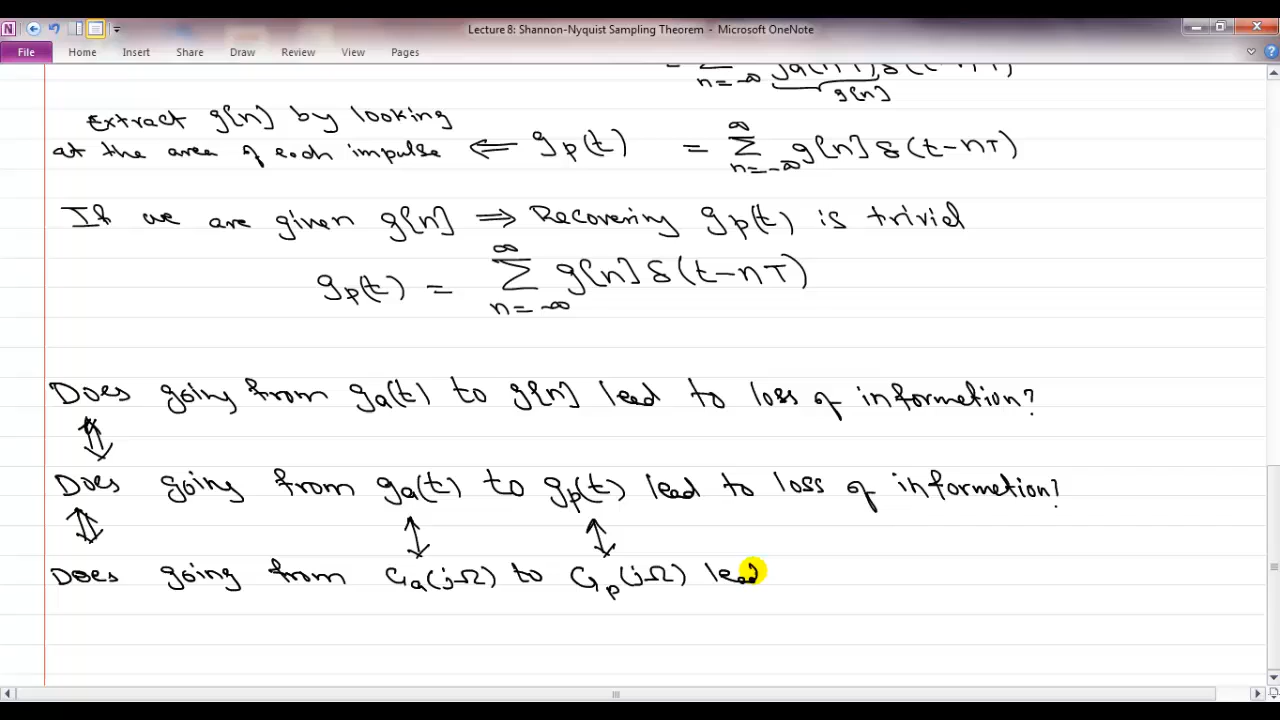 Lecture 8: Shannon-Nyquist Sampling Theorem - Microsoft OneNote
File Home Insert Share Draw Review View Pages
= ∑ n=-∞ ga(nT) δ(t-nT)
g[n]
Extract g[n] by looking
at the area of each impulse ⇐ gp(t) = ∑ n=-∞ ∞ g[n] δ(t-nT)
If we are given g[n] ⇒ Recovering gp(t) is trivial
gp(t) = ∑ n=-∞ ∞ g[n] δ(t-nT)
Does going from ga(t) to g[n] lead to loss of information?
⇕
Does going from ga(t) to gp(t) lead to loss of information?
⇕ ↕ ↕
Does going from Ga(jΩ) to Gp(jΩ) lead